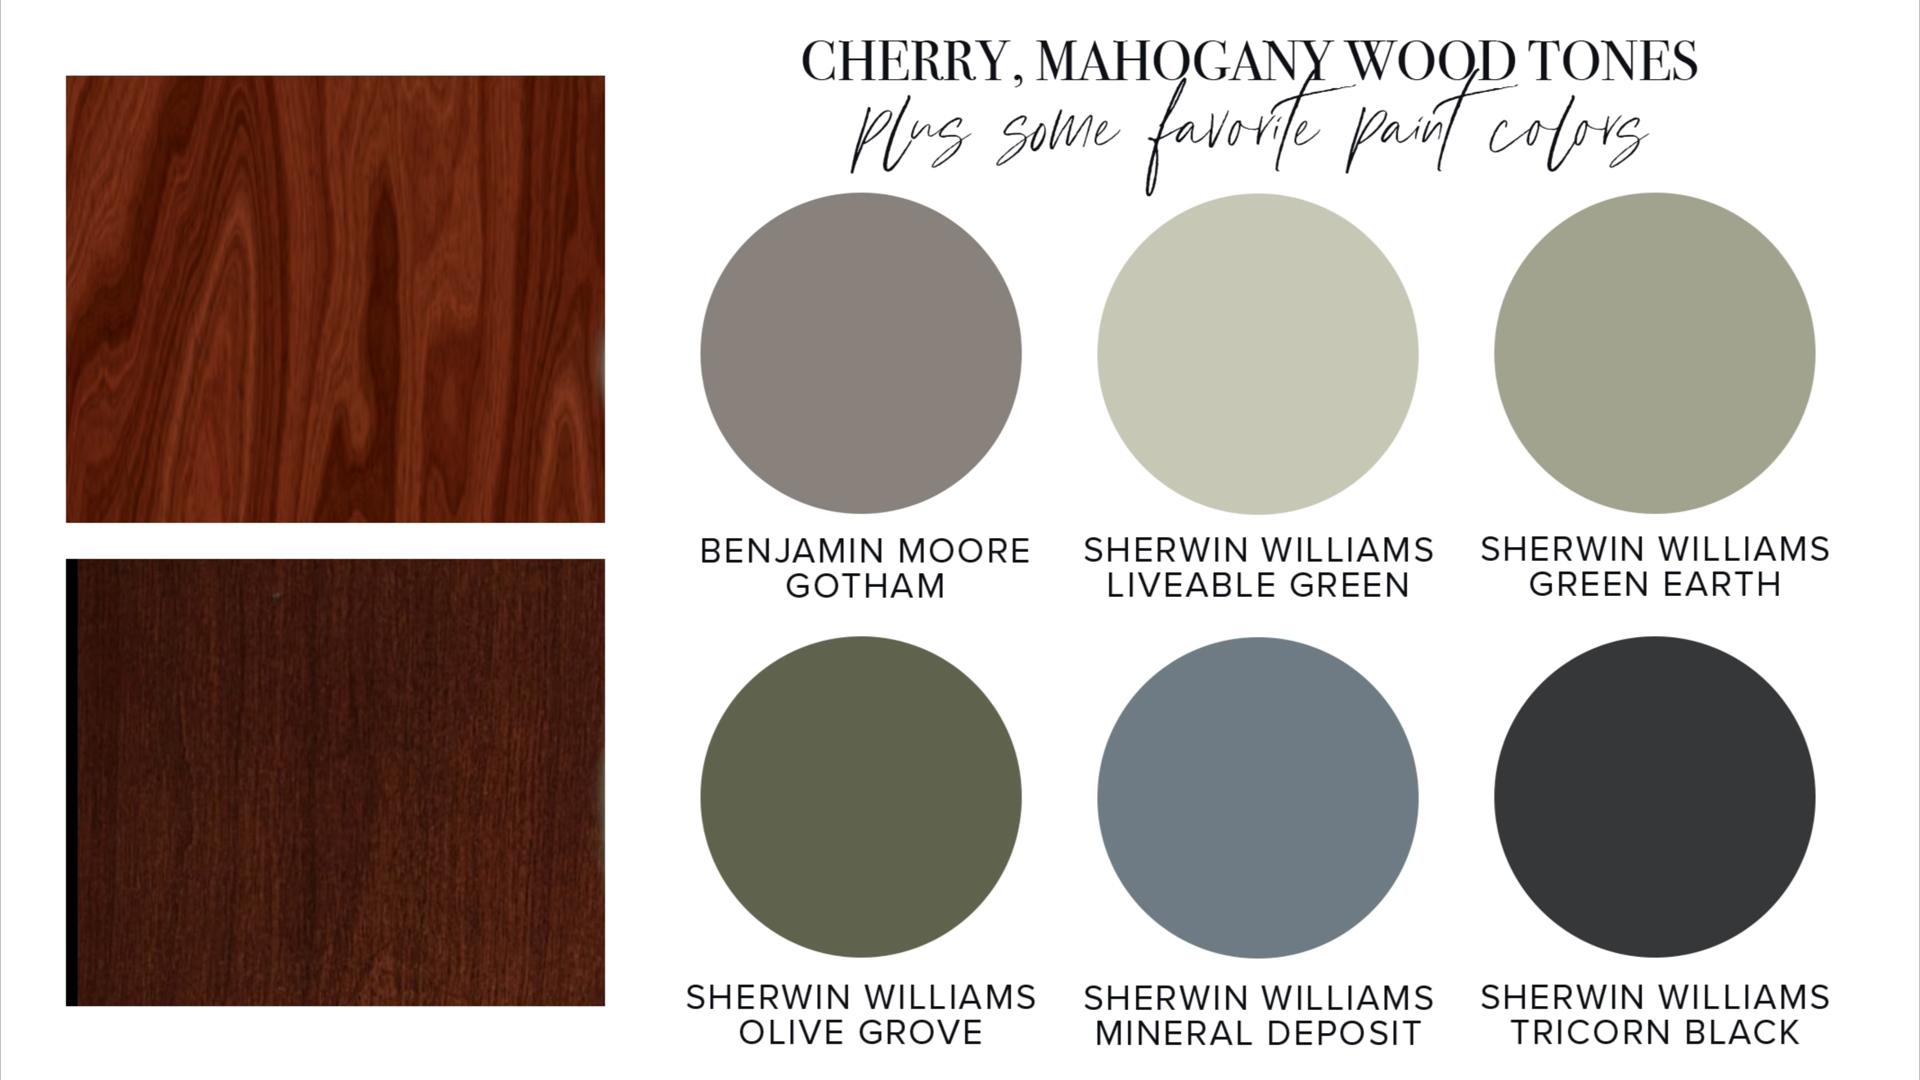 CHERRY, MAHOGANY WOOD TONES
plus some favorite paint colors
BENJAMIN MOORE
GOTHAM
SHERWIN WILLIAMS
LIVEABLE GREEN
SHERWIN WILLIAMS
GREEN EARTH
SHERWIN WILLIAMS
OLIVE GROVE
SHERWIN WILLIAMS
MINERAL DEPOSIT
SHERWIN WILLIAMS
TRICORN BLACK